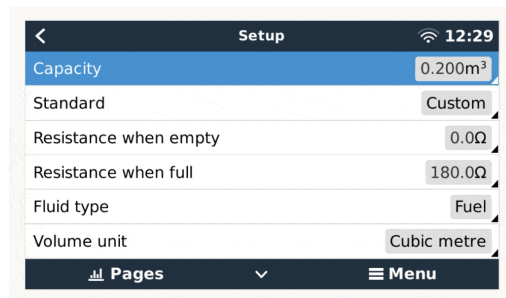 Setup 12:29
Capacity 0.200m³
Standard Custom
Resistance when empty 0.0Ω
Resistance when full 180.0Ω
Fluid type Fuel
Volume unit Cubic metre
Pages Menu